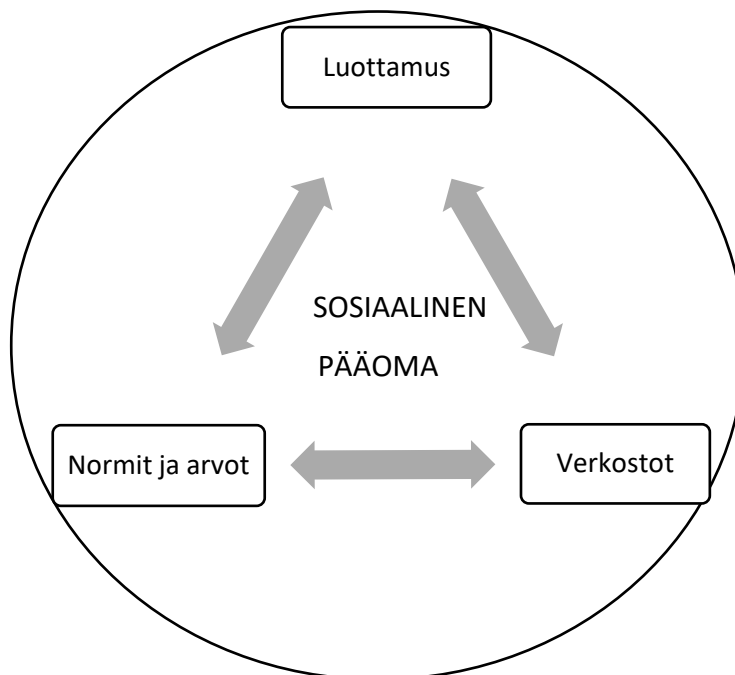 Luottamus
SOSIAALINEN
PÄÄOMA
Normit ja arvot
Verkostot